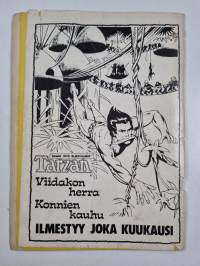 TARZAN
Viidakon
herra
Konnien
kauhu
ILMESTYY JOKA KUUKAUSI